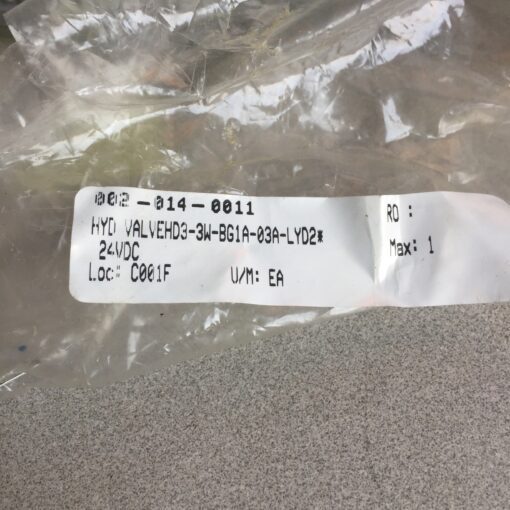 002-014-0011
HYD VALVEHD3-3W-BG1A-03A-LYD2*
24VDC
Loc: C001F U/M: EA
RO :
Max: 1